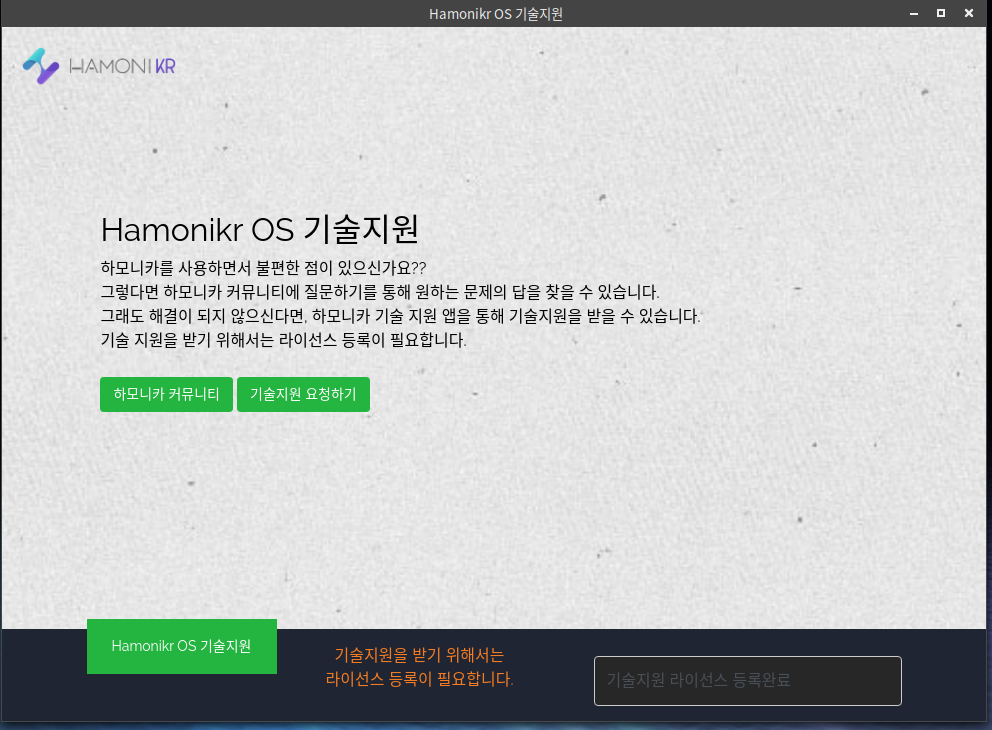 Hamonikr OS 기술지원
HAMONIKR
Hamonikr OS 기술지원
하모니카를 사용하면서 불편한 점이 있으신가요??
그렇다면 하모니카 커뮤니티에 질문하기를 통해 원하는 문제의 답을 찾을 수 있습니다.
그래도 해결이 되지 않으신다면, 하모니카 기술 지원 앱을 통해 기술지원을 받을 수 있습니다.
기술 지원을 받기 위해서는 라이선스 등록이 필요합니다.
하모니카 커뮤니티 기술지원 요청하기
Hamonikr OS 기술지원
기술지원을 받기 위해서는
라이선스 등록이 필요합니다.
기술지원 라이선스 등록완료